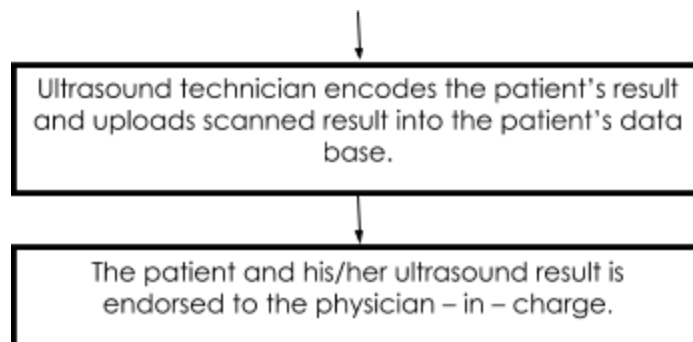 Ultrasound technician encodes the patient’s result
and uploads scanned result into the patient’s data
base.
The patient and his/her ultrasound result is
endorsed to the physician – in – charge.